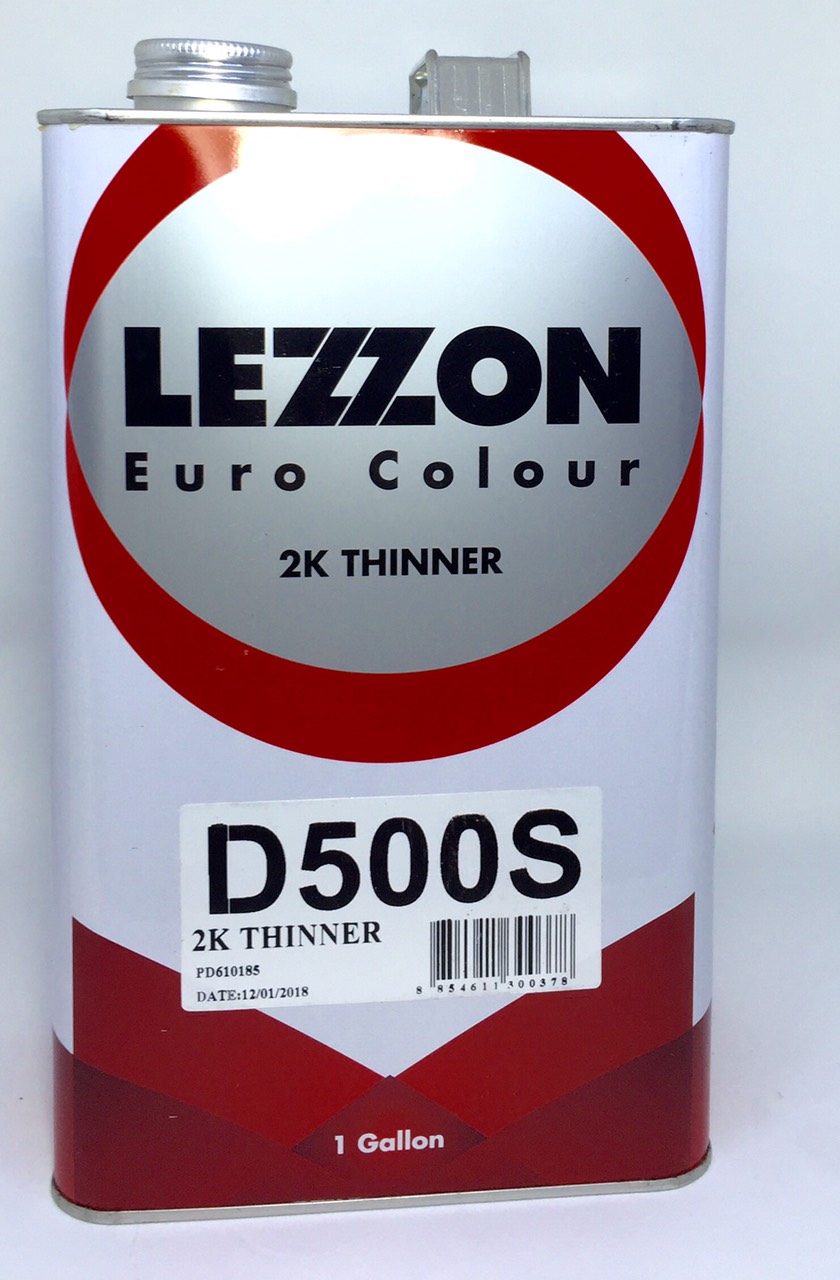 LEZZON
Euro Colour
2K THINNER
D500S
2K THINNER
PD610185
DATE:12/01/2018
8 854611 300378
1 Gallon